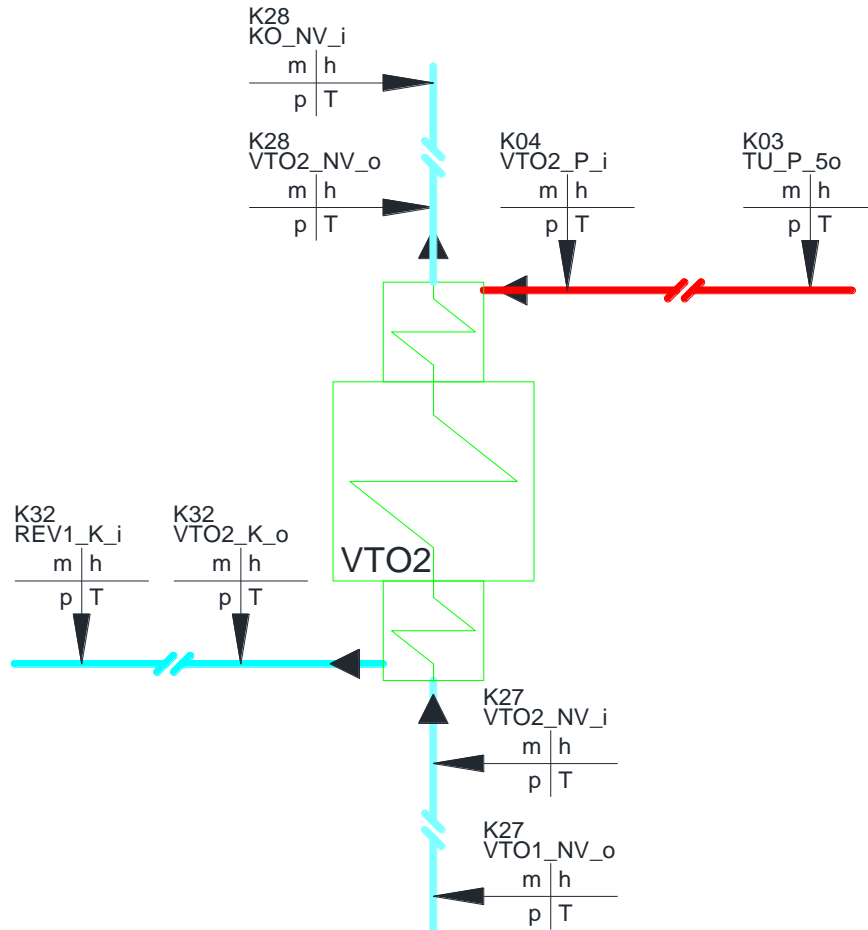 K28
KO_NV_i
m h
p T
K28
VTO2_NV_o
m h
p T
K04
VTO2_P_i
m h
p T
K03
TU_P_5o
m h
p T
K32
REV1_K_i
m h
p T
K32
VTO2_K_o
m h
p T
VTO2
K27
VTO2_NV_i
m h
p T
K27
VTO1_NV_o
m h
p T